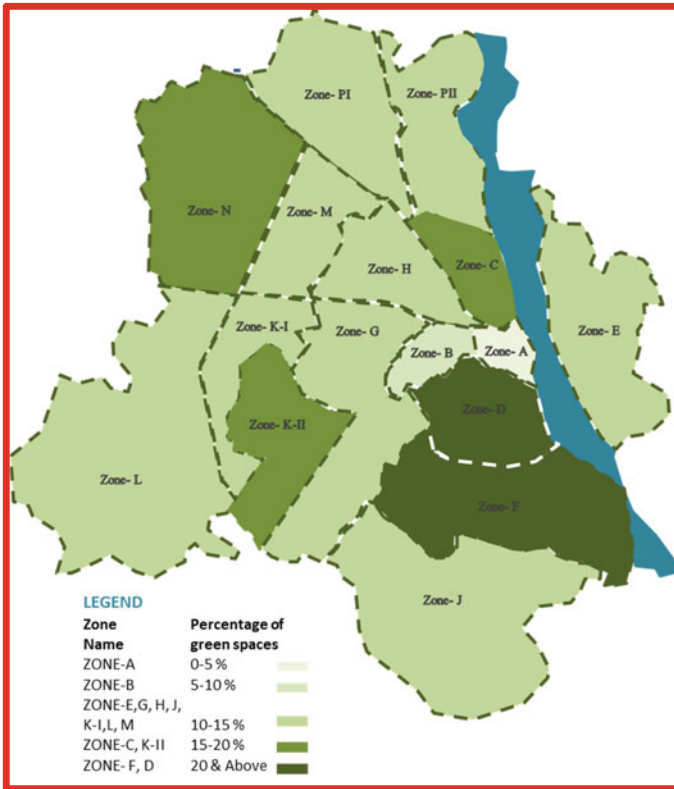 Zone- PI
Zone- PII
Zone- N
Zone- M
Zone- H
Zone- C
Zone- E
Zone- K-I
Zone- G
Zone- B
Zone- A
Zone- D
Zone- K-II
Zone- L
Zone- F
Zone- J
LEGEND
Zone Percentage of
Name green spaces
ZONE-A 0-5 %
ZONE-B 5-10 %
ZONE-E,G, H, J,
K-I,L, M 10-15 %
ZONE-C, K-II 15-20 %
ZONE- F, D 20 & Above